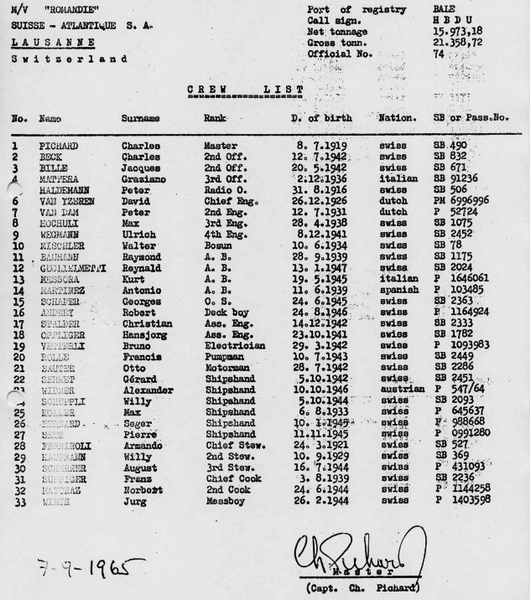 M/V "ROMANDIE" Port of registry BALE
SUISSE - ATLANTIQUE S. A. Call sign. H B D U
LAUSANNE Net tonnage 15.973,18
Switzerland Gross tonn. 21.358,72
Official No. 74
CREW LIST
No. Name Surname Rank D. of birth Nation. SB or Pass.No.
1 PICHARD Charles Master 8. 7.1919 swiss SB 490
2 BECK Charles 2nd Off. 12. 7.1942 swiss SB 832
3 BILLE Jacques 2nd Off. 20. 5.1942 swiss SB 671
4 MATTERA Grasiano 3rd Off. 2.12.1936 italian SB 91236
5 HALDEMANN Peter Radio O. 31. 8.1916 swiss SB 506
6 VAN YZEREN David Chief Eng. 26.12.1926 dutch PM 6996996
7 VAN DAM Peter 2nd Eng. 12. 7.1931 dutch P 52724
8 HOCHULI Max 3rd Eng. 28. 4.1938 swiss SB 1075
9 WEGMANN Ulrich 4th Eng. 8.12.1941 swiss SB 2452
10 MISCHLER Walter Bosun 10. 6.1934 swiss SB 78
11 BAUMANN Raymond A. B. 28. 9.1939 swiss SB 1175
12 GUGLIELMETTI Reynald A. B. 13. 1.1947 swiss SB 2024
13 MESSORA Kurt A. B. 19. 5.1945 italian P 1646061
14 MARTINEZ Antonio A. B. 11. 6.1939 spanish P 103485
15 SCHAFER Georges O. S. 24. 6.1945 swiss SB 2363
16 ANDREY Robert Deck boy 24. 8.1946 swiss P 1164924
17 STALDER Christian Ass. Eng. 14.12.1942 swiss SB 2333
18 OPPLIGER Hansjorg Ass. Eng. 23.10.1941 swiss SB 1782
19 VETTERLI Bruno Electrician 29. 3.1942 swiss P 1093983
20 ROLLE Francis Pumpman 10. 7.1943 swiss SB 2449
21 Otto Motorman 28. 7.1942 swiss SB 2286
22 Gérard Shipshand 5.10.1942 swiss SB 2451
23 WIDMER Alexander Shipshand 10.10.1946 austrian P 547/64
24 SCHUPPLI Willy Shipshand 5.10.1944 swiss SB 2093
25 KOHLER Max Shipshand 6. 8.1933 swiss P 645637
26 Seger Shipshand 10. 1.1945 swiss P 988668
27 Pierre Shipshand 11.11.1945 swiss P 0991280
28 Armando Chief Stew. 24. 3.1921 swiss SB 527
29 KAUFMANN Willy 2nd Stew. 10. 9.1929 swiss SB 369
30 August 3rd Stew. 16. 7.1944 swiss P 431093
31 Franz Chief Cook 3. 8.1939 swiss SB 2236
32 Norbert 2nd Cook 24. 6.1944 swiss P 1144258
33 Jurg Messboy 26. 2.1944 swiss P 1403598
7-9-1965 Ch Pichard
Master
(Capt. Ch. Pichard)